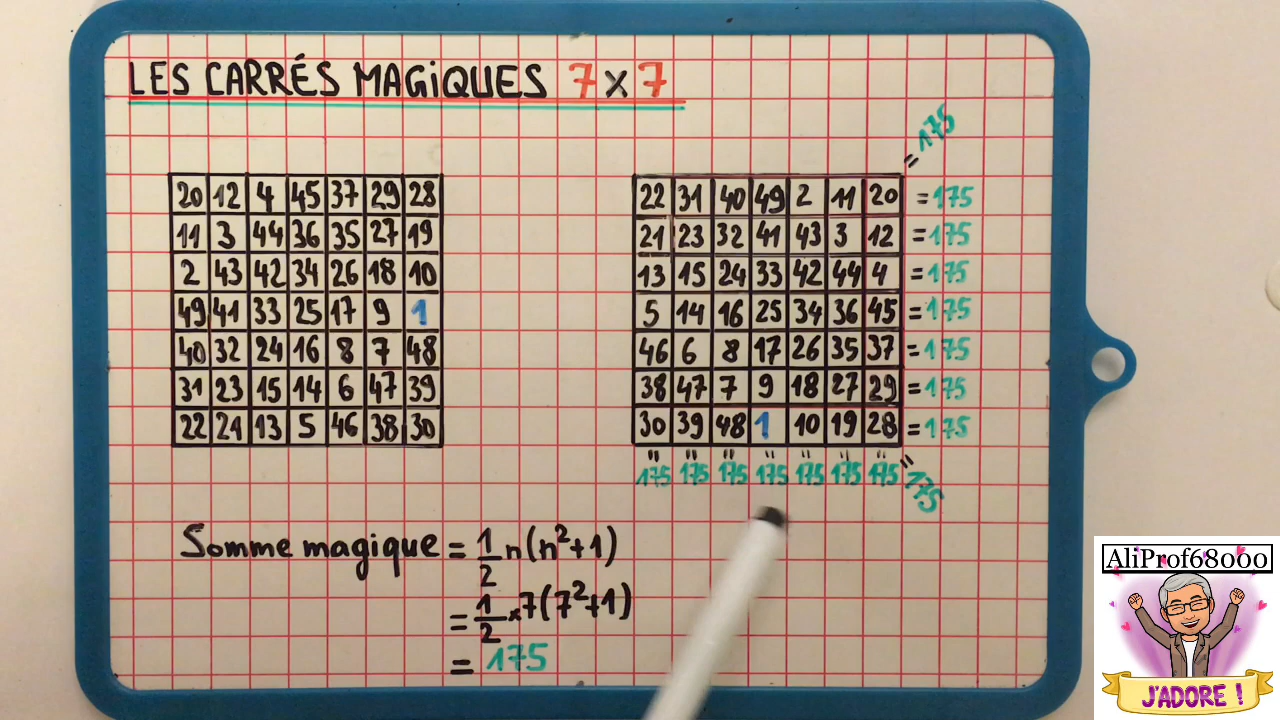 LES CARRÉS MAGiQUES 7 x 7
20 12 4 45 37 29 28
11 3 44 36 35 27 19
2 43 42 34 26 18 10
49 41 33 25 17 9 1
40 32 24 16 8 7 48
31 23 15 14 6 47 39
22 21 13 5 46 38 30
= 175
22 31 40 49 2 11 20 = 175
21 23 32 41 43 3 12 = 175
13 15 24 33 42 44 4 = 175
5 14 16 25 34 36 45 = 175
46 6 8 17 26 35 37 = 175
38 47 7 9 18 27 29 = 175
30 39 48 1 10 19 28 = 175
= = = = = = = =
175 175 175 175 175 175 175 175
Somme magique = 1/2 n(n²+1)
= 1/2 × 7(7²+1)
= 175
AliProf68000
J'ADORE !